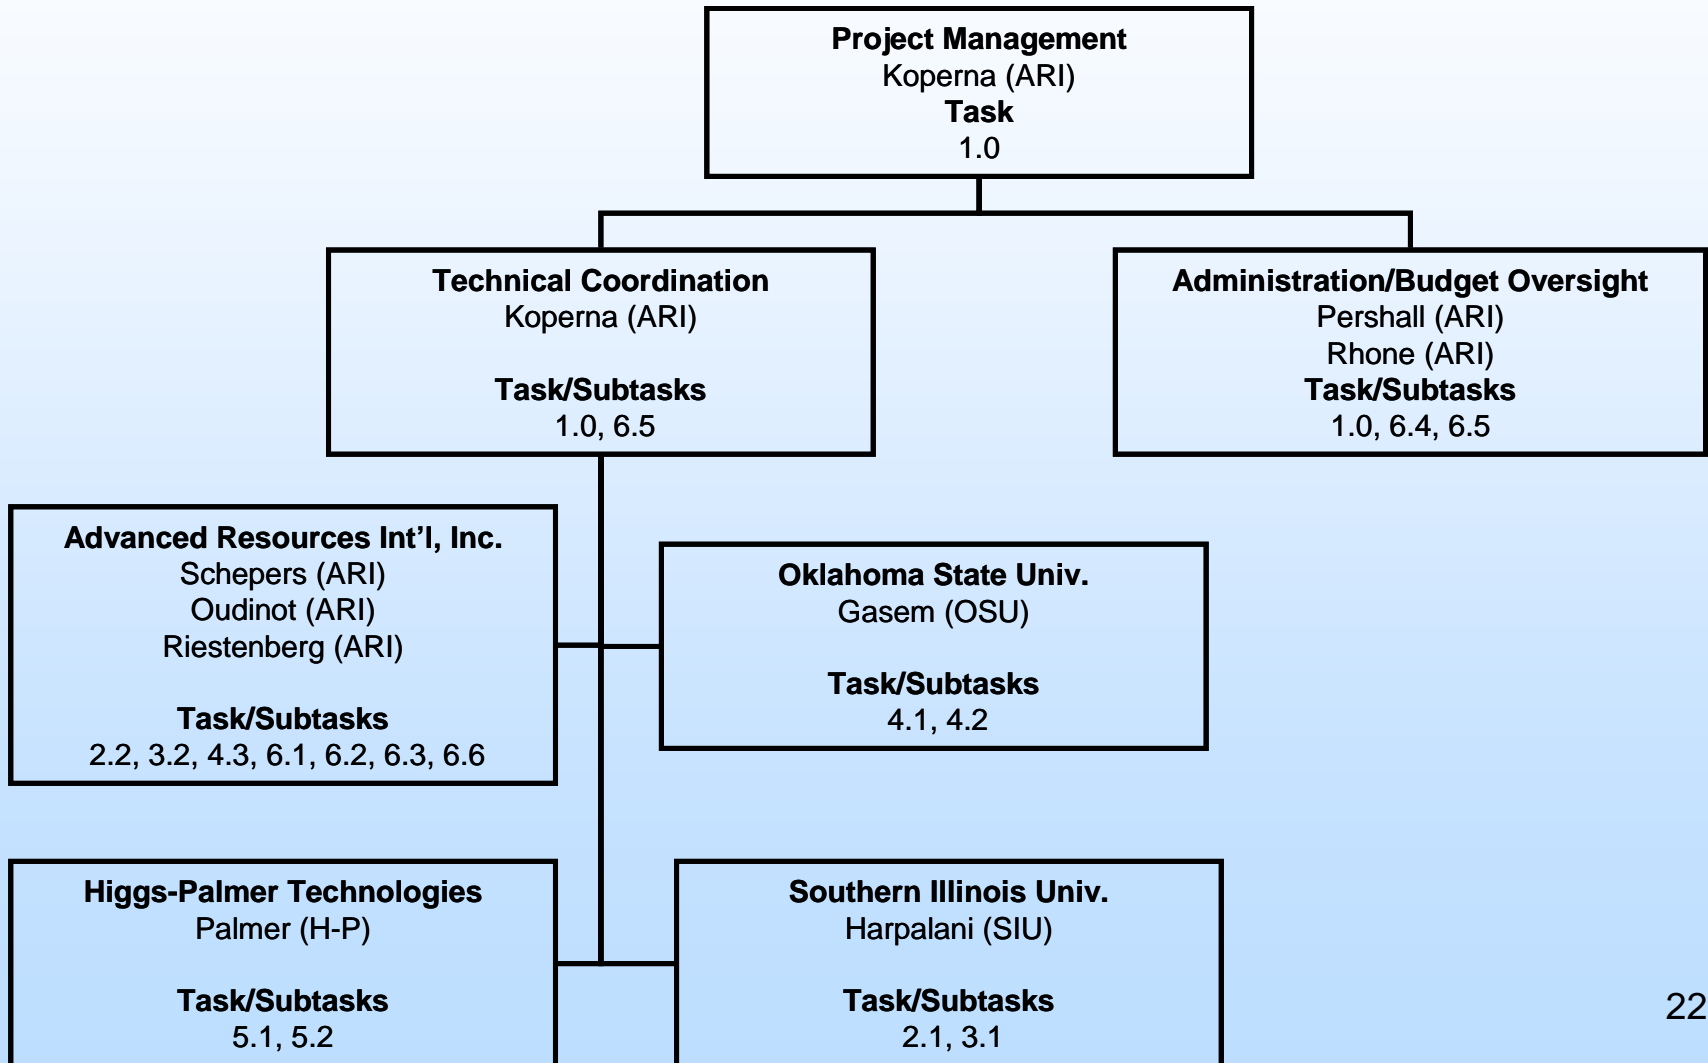 Project Management
Koperna (ARI)
Task
1.0
Technical Coordination
Koperna (ARI)
Task/Subtasks
1.0, 6.5
Administration/Budget Oversight
Pershall (ARI)
Rhone (ARI)
Task/Subtasks
1.0, 6.4, 6.5
Advanced Resources Int’l, Inc.
Schepers (ARI)
Oudinot (ARI)
Riestenberg (ARI)
Task/Subtasks
2.2, 3.2, 4.3, 6.1, 6.2, 6.3, 6.6
Oklahoma State Univ.
Gasem (OSU)
Task/Subtasks
4.1, 4.2
Higgs-Palmer Technologies
Palmer (H-P)
Task/Subtasks
5.1, 5.2
Southern Illinois Univ.
Harpalani (SIU)
Task/Subtasks
2.1, 3.1
22